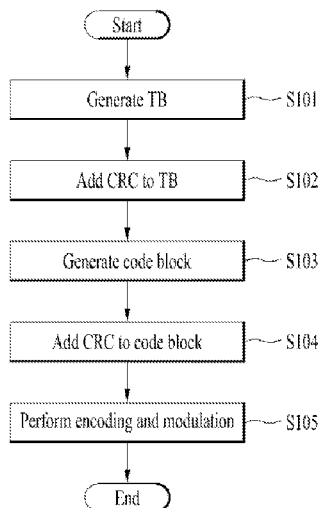 Start
Generate TB S101
Add CRC to TB S102
Generate code block S103
Add CRC to code block S104
Perform encoding and modulation S105
End